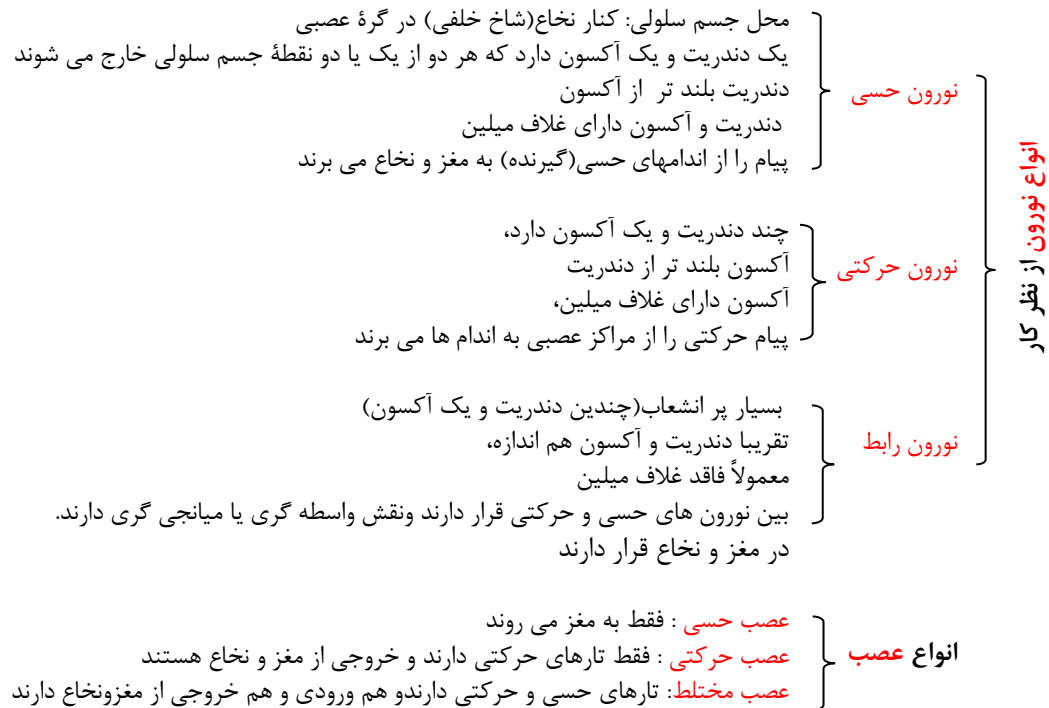 انواع نورون از نظر کار
نورون حسی
محل جسم سلولی: کنار نخاع(شاخ خلفی) در گرهٔ عصبی
یک دندریت و یک آکسون دارد که هر دو از یک یا دو نقطهٔ جسم سلولی خارج می شوند
دندریت بلند تر از آکسون
دندریت و آکسون دارای غلاف میلین
پیام را از اندامهای حسی(گیرنده) به مغز و نخاع می برند
نورون حرکتی
چند دندریت و یک آکسون دارد،
آکسون بلند تر از دندریت
آکسون دارای غلاف میلین،
پیام حرکتی را از مراکز عصبی به اندام ها می برند
نورون رابط
بسیار پر انشعاب(چندین دندریت و یک آکسون)
تقریبا دندریت و آکسون هم اندازه،
معمولاً فاقد غلاف میلین
بین نورون های حسی و حرکتی قرار دارند ونقش واسطه گری یا میانجی گری دارند.
در مغز و نخاع قرار دارند
انواع عصب
عصب حسی : فقط به مغز می روند
عصب حرکتی : فقط تارهای حرکتی دارند و خروجی از مغز و نخاع هستند
عصب مختلط: تارهای حسی و حرکتی دارندو هم ورودی و هم خروجی از مغزونخاع دارند